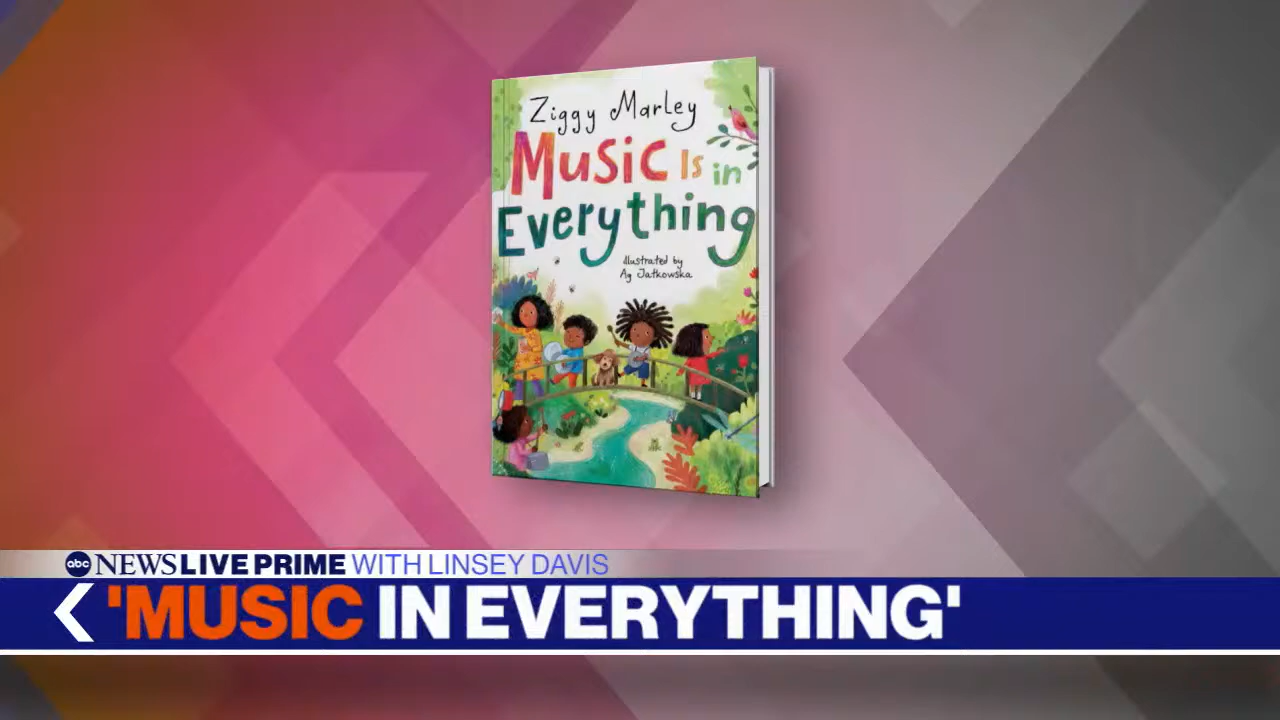 Ziggy Marley
Music Is in
Everything
illustrated by
Ag Jatkowska
abc NEWS LIVE PRIME WITH LINSEY DAVIS
'MUSIC IN EVERYTHING'